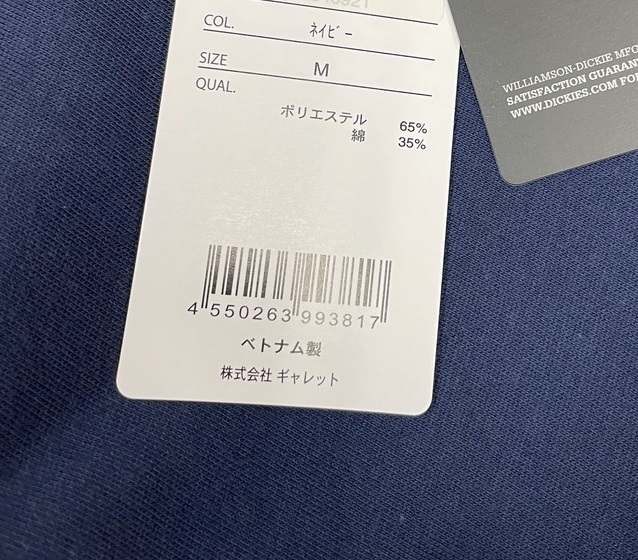 COL. ﾈｲﾋﾞｰ
SIZE M
QUAL.
ポリエステル 65%
綿 35%
4 550263 993817
ベトナム製
株式会社 ギャレット
WILLIAMSON-DICKIE MFG
SATISFACTION GUARAN
WWW.DICKIES.COM FO